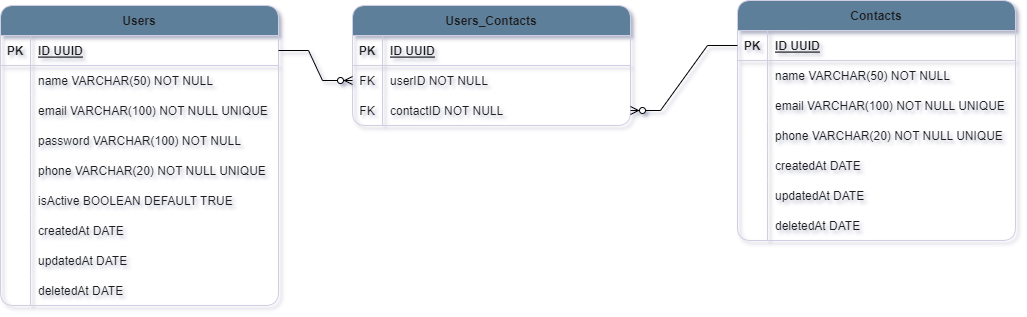 Users
PK ID UUID
name VARCHAR(50) NOT NULL
email VARCHAR(100) NOT NULL UNIQUE
password VARCHAR(100) NOT NULL
phone VARCHAR(20) NOT NULL UNIQUE
isActive BOOLEAN DEFAULT TRUE
createdAt DATE
updatedAt DATE
deletedAt DATE
Users_Contacts
PK ID UUID
FK userID NOT NULL
FK contactID NOT NULL
Contacts
PK ID UUID
name VARCHAR(50) NOT NULL
email VARCHAR(100) NOT NULL UNIQUE
phone VARCHAR(20) NOT NULL UNIQUE
createdAt DATE
updatedAt DATE
deletedAt DATE